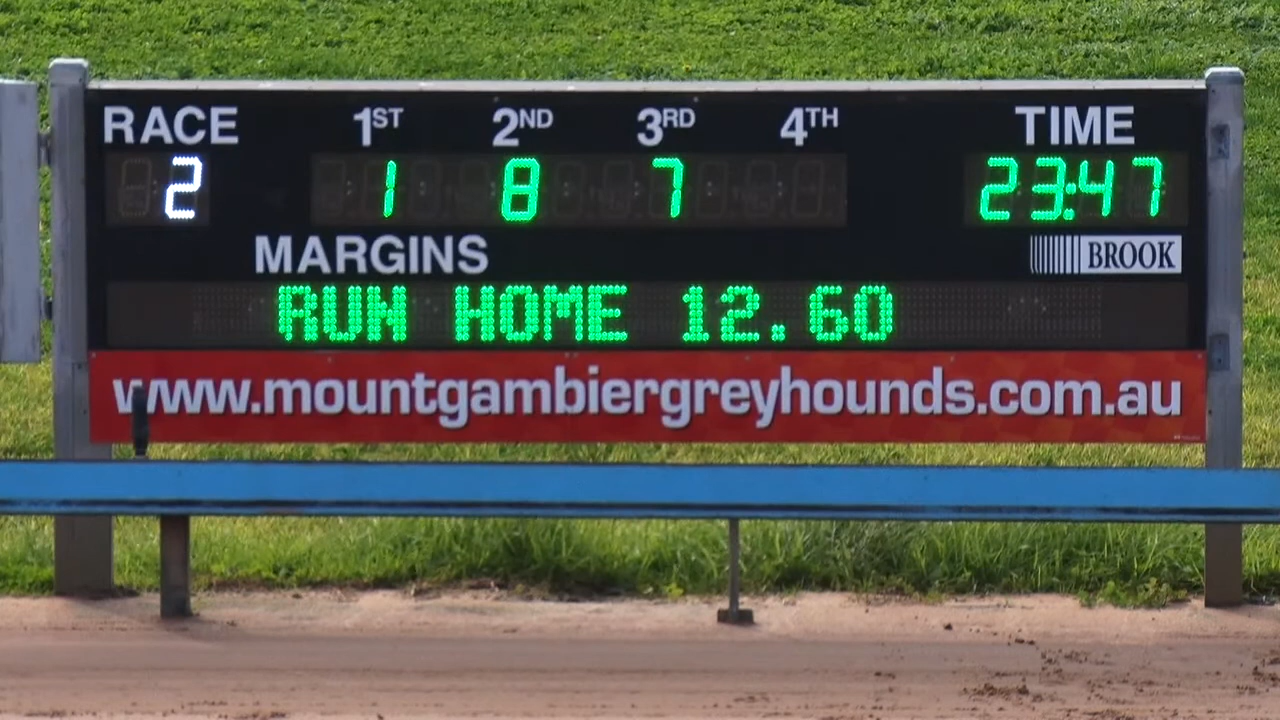 RACE 1ST 2ND 3RD 4TH TIME
2 1 8 7 23:47
MARGINS BROOK
RUN HOME 12.60
www.mountgambiergreyhounds.com.au